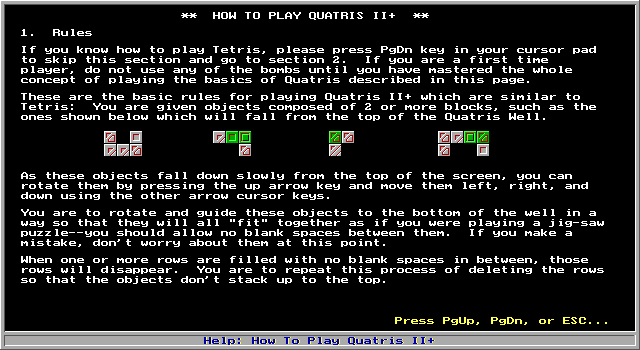 ** HOW TO PLAY QUATRIS II+ **
1. Rules
If you know how to play Tetris, please press PgDn key in your cursor pad
to skip this section and go to section 2. If you are a first time
player, do not use any of the bombs until you have mastered the whole
concept of playing the basics of Quatris described in this page.
These are the basic rules for playing Quatris II+ which are similar to
Tetris: You are given objects composed of 2 or more blocks, such as the
ones shown below which will fall from the top of the Quatris Well.
As these objects fall down slowly from the top of the screen, you can
rotate them by pressing the up arrow key and move them left, right, and
down using the other arrow cursor keys.
You are to rotate and guide these objects to the bottom of the well in a
way so that they will all "fit" together as if you were playing a jig-saw
puzzle--you should allow no blank spaces between them. If you make a
mistake, don't worry about them at this point.
When one or more rows are filled with no blank spaces in between, those
rows will disappear. You are to repeat this process of deleting the rows
so that the objects don't stack up to the top.
Press PgUp, PgDn, or ESC...
Help: How To Play Quatris II+